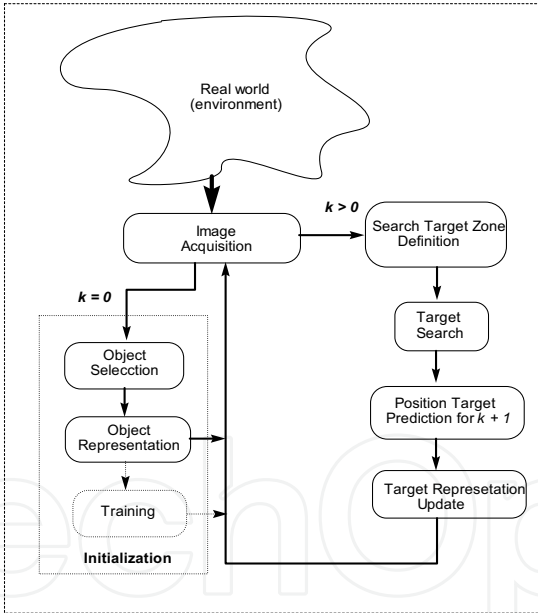 Real world
(environment)
k > 0
Image
Acquisition
Search Target Zone
Definition
k = 0
Target
Search
Object
Selecction
Position Target
Prediction for k + 1
Object
Representation
Target Represetation
Update
Training
Initialization
echOp